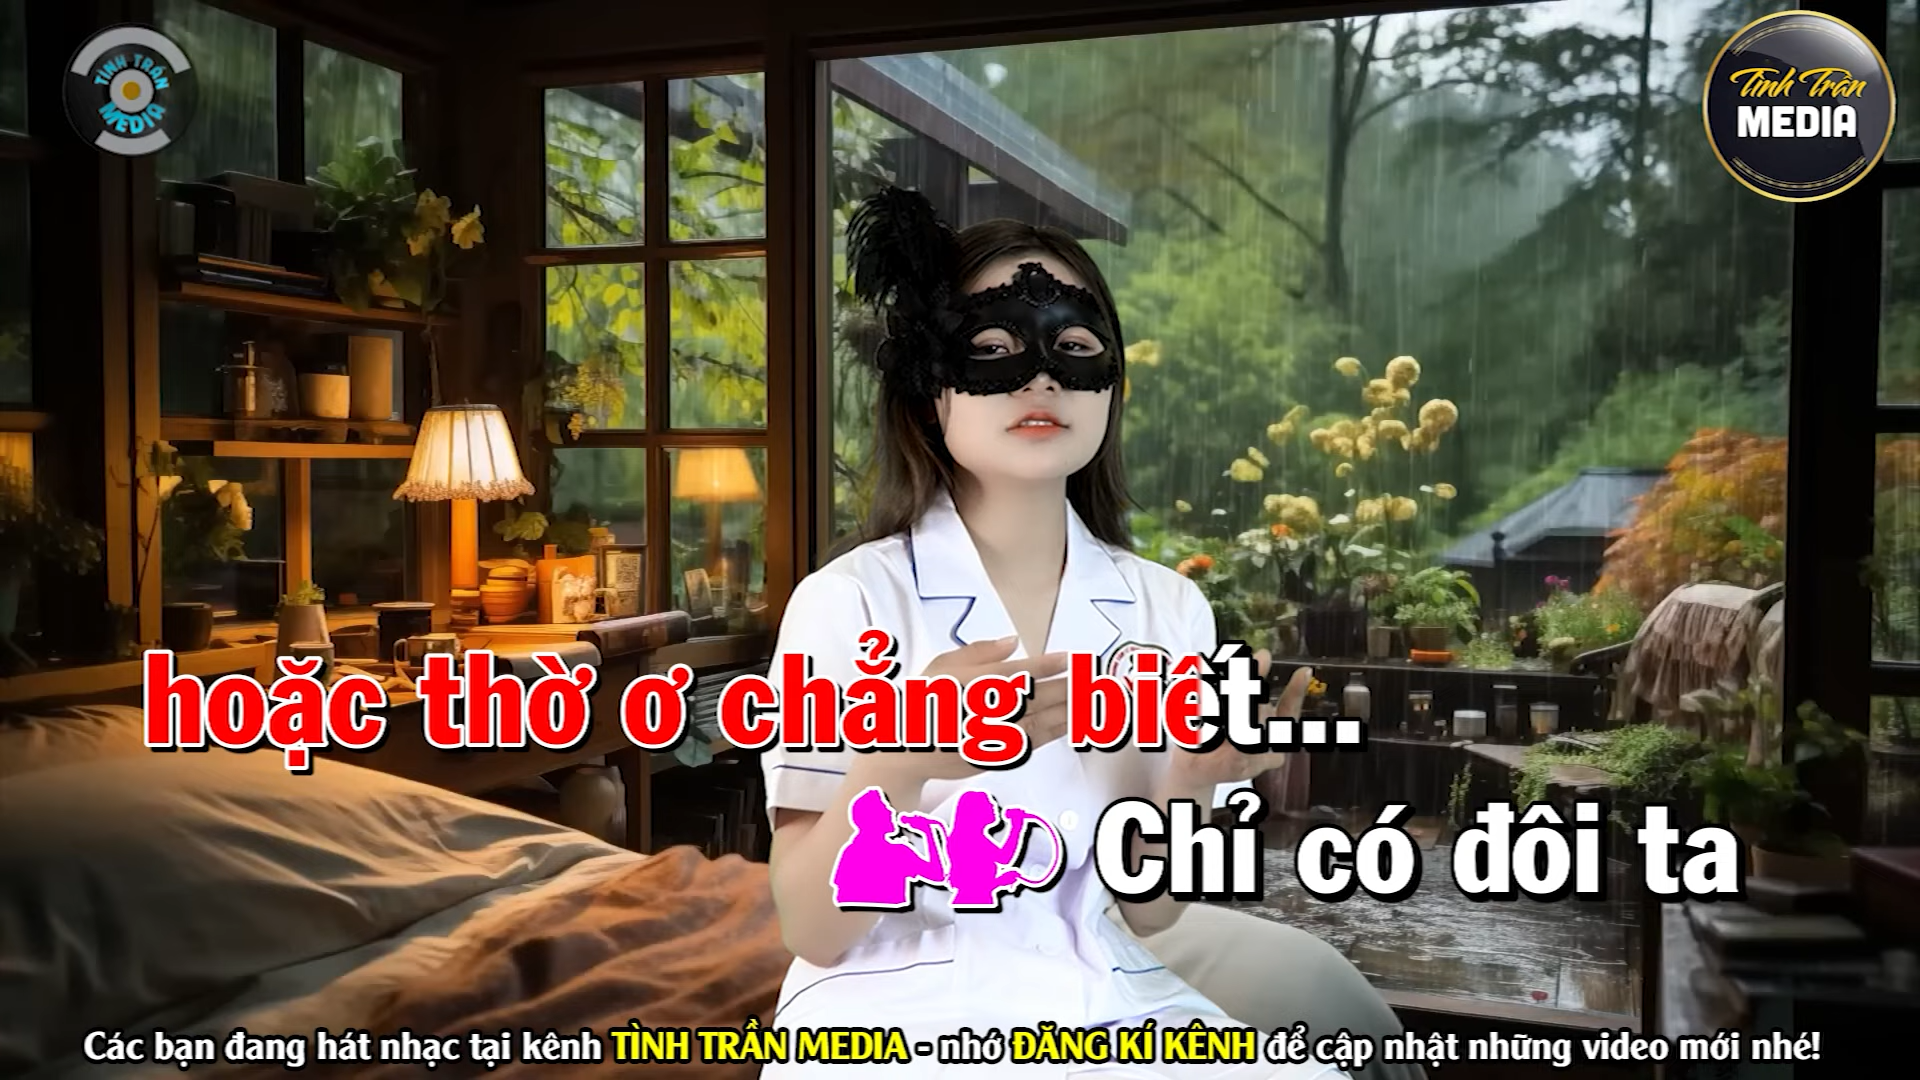 TÌNH TRẦN
MEDIA
Tình Trần
MEDIA
hoặc thờ ơ chẳng biết...
Chỉ có đôi ta
Các bạn đang hát nhạc tại kênh TÌNH TRẦN MEDIA - nhớ ĐĂNG KÍ KÊNH để cập nhật những video mới nhé!